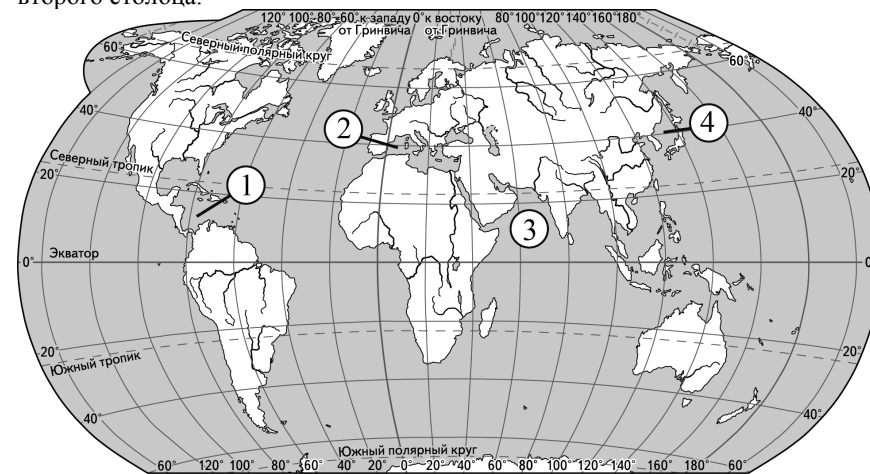 второго столбца.
120° 100° 80° 60° к западу 0° к востоку 80° 100° 120° 140° 180°
от Гринвича от Гринвича
60° Северный полярный круг 60°
40° 2 4 40°
Северный тропик
20° 1 20°
3
Экватор
0° 0°
20° 20°
Южный тропик
40° 40°
Южный полярный круг
60° 120° 100° 80° 60° 40° 20° 0° 20° 40° 60° 80° 100° 120° 140° 180° 60°